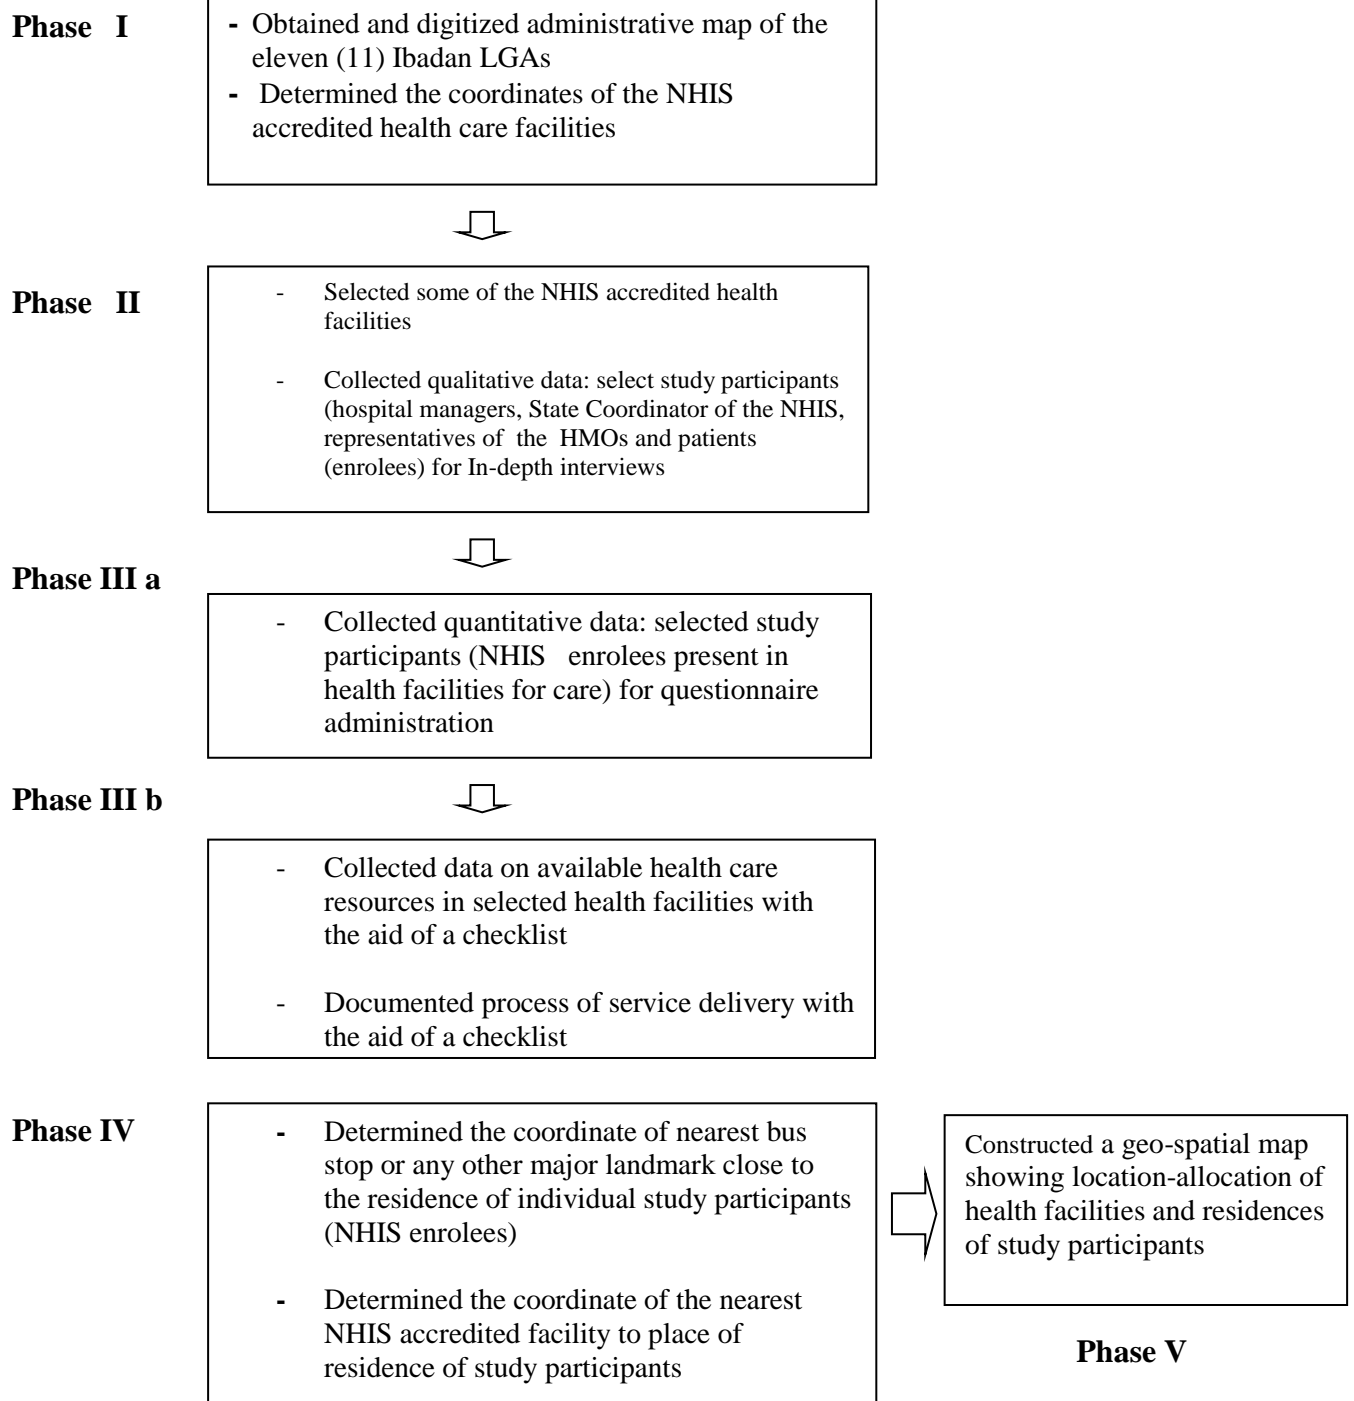 Phase I
- Obtained and digitized administrative map of the
eleven (11) Ibadan LGAs
- Determined the coordinates of the NHIS
accredited health care facilities
Phase II
- Selected some of the NHIS accredited health
facilities
- Collected qualitative data: select study participants
(hospital managers, State Coordinator of the NHIS,
representatives of the HMOs and patients
(enrolees) for In-depth interviews
Phase III a
- Collected quantitative data: selected study
participants (NHIS enrolees present in
health facilities for care) for questionnaire
administration
Phase III b
- Collected data on available health care
resources in selected health facilities with
the aid of a checklist
- Documented process of service delivery with
the aid of a checklist
Phase IV
- Determined the coordinate of nearest bus
stop or any other major landmark close to
the residence of individual study participants
(NHIS enrolees)
- Determined the coordinate of the nearest
NHIS accredited facility to place of
residence of study participants
Constructed a geo-spatial map
showing location-allocation of
health facilities and residences
of study participants
Phase V